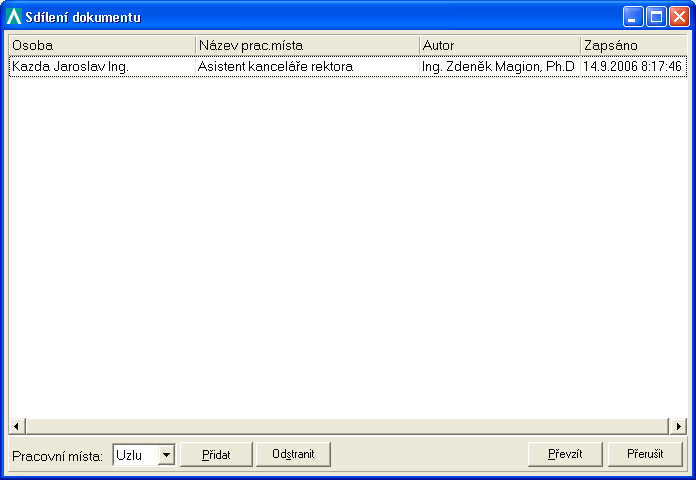 Sdílení dokumentu
Osoba Název prac.místa Autor Zapsáno
Kazda Jaroslav Ing. Asistent kanceláře rektora Ing. Zdeněk Magion, Ph.D 14.9.2006 8:17:46
Pracovní místa: Uzlu Přidat Odstranit Převzít Přerušit